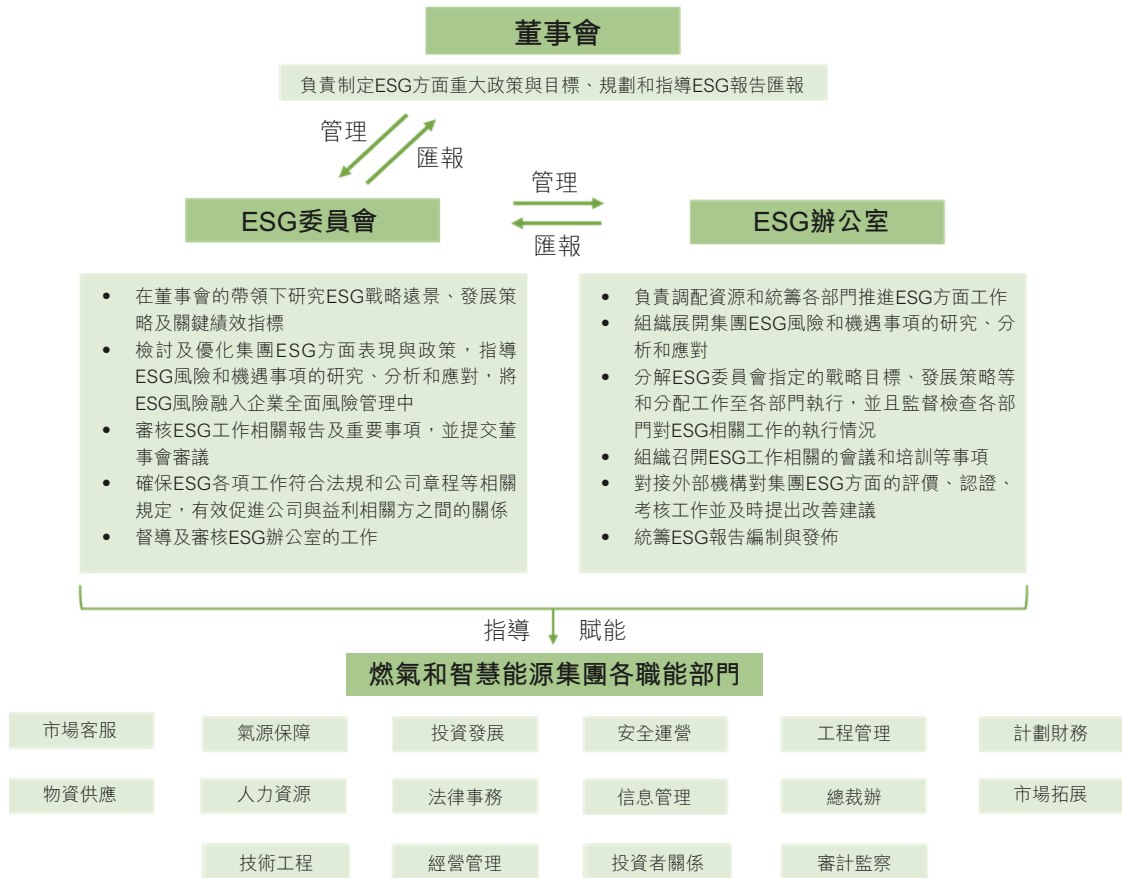 董事會
負責制定ESG方面重大政策與目標、規劃和指導ESG報告匯報
管理
匯報
管理
匯報
ESG委員會
ESG辦公室
• 在董事會的帶領下研究ESG戰略遠景、發展策
略及關鍵績效指標
• 檢討及優化集團ESG方面表現與政策，指導
ESG風險和機遇事項的研究、分析和應對，將
ESG風險融入企業全面風險管理中
• 審核ESG工作相關報告及重要事項，並提交董
事會審議
• 確保ESG各項工作符合法規和公司章程等相關
規定，有效促進公司與益利相關方之間的關係
• 督導及審核ESG辦公室的工作
• 負責調配資源和統籌各部門推進ESG方面工作
• 組織展開集團ESG風險和機遇事項的研究、分
析和應對
• 分解ESG委員會指定的戰略目標、發展策略等
和分配工作至各部門執行，並且監督檢查各部
門對ESG相關工作的執行情況
• 組織召開ESG工作相關的會議和培訓等事項
• 對接外部機構對集團ESG方面的評價、認證、
考核工作並及時提出改善建議
• 統籌ESG報告編制與發佈
指導 賦能
燃氣和智慧能源集團各職能部門
市場客服 氣源保障 投資發展 安全運營 工程管理 計劃財務
物資供應 人力資源 法律事務 信息管理 總裁辦 市場拓展
技術工程 經營管理 投資者關係 審計監察